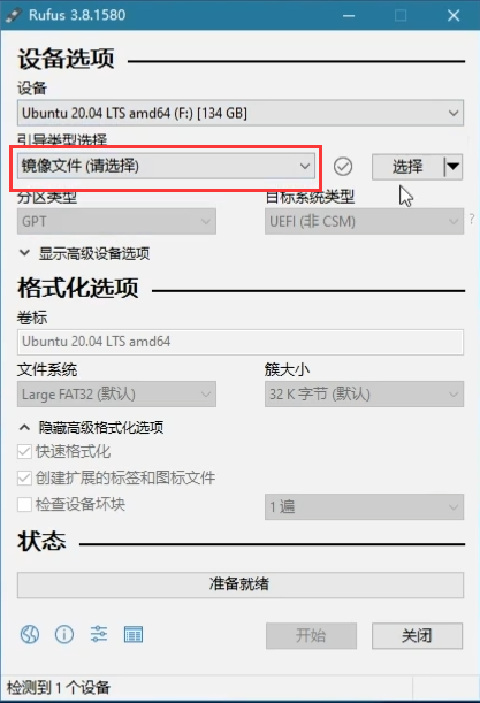 Rufus 3.8.1580
设备选项
设备
Ubuntu 20.04 LTS amd64 (F:) [134 GB]
引导类型选择
镜像文件 (请选择)
选择
分区类型
目标系统类型
GPT
UEFI (非 CSM)
?
显示高级设备选项
格式化选项
卷标
Ubuntu 20.04 LTS amd64
文件系统
簇大小
Large FAT32 (默认)
32 K 字节 (默认)
隐藏高级格式化选项
快速格式化
创建扩展的标签和图标文件
检查设备坏块
1 遍
状态
准备就绪
开始
关闭
检测到 1 个设备